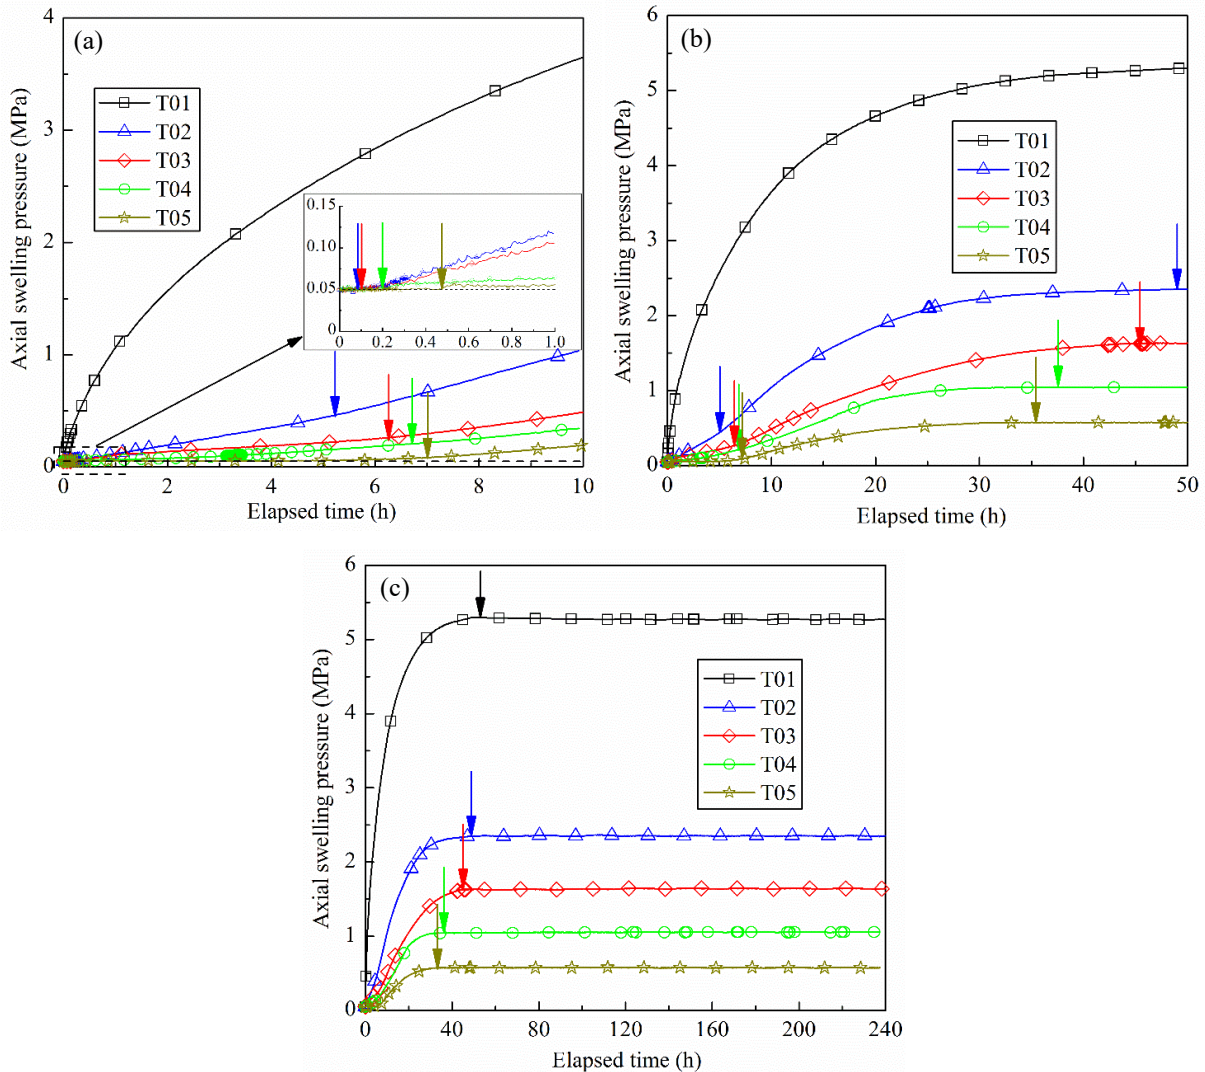 (a)
Axial swelling pressure (MPa)
4
3
2
1
0
T01
T02
T03
T04
T05
0.15
0.10
0.05
0
0 0.2 0.4 0.6 0.8 1.0
0 2 4 6 8 10
Elapsed time (h)
(b)
Axial swelling pressure (MPa)
6
5
4
3
2
1
0
T01
T02
T03
T04
T05
0 10 20 30 40 50
Elapsed time (h)
(c)
Axial swelling pressure (MPa)
6
5
4
3
2
1
0
T01
T02
T03
T04
T05
0 40 80 120 160 200 240
Elapsed time (h)